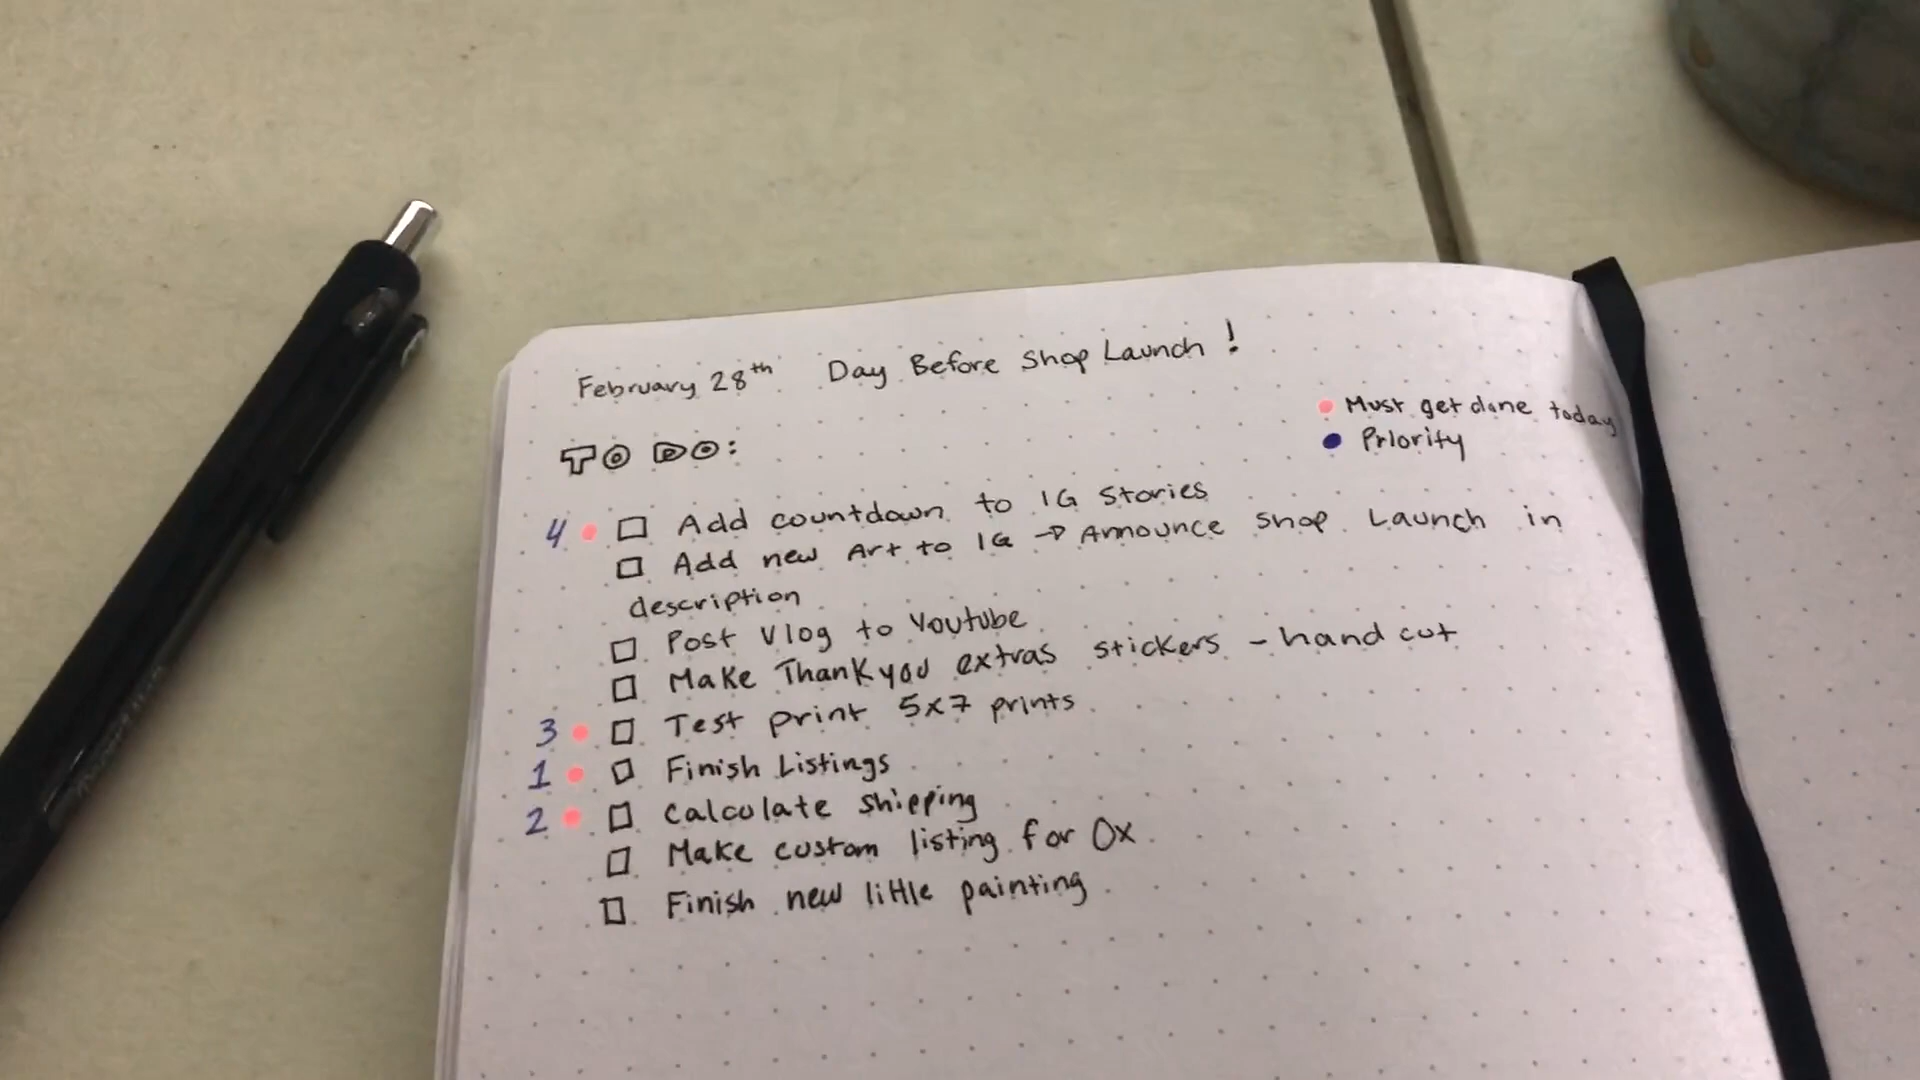 February 28th Day Before Shop Launch !
Must get done today
Priority
TO DO:
4 Add countdown to IG Stories
Add new Art to IG → Announce shop Launch in
description
Post Vlog to Youtube
Make Thankyou extras stickers - hand cut
3 Test print 5x7 prints
1 Finish Listings
2 Calculate shipping
Make custom listing for Ox
Finish new little painting